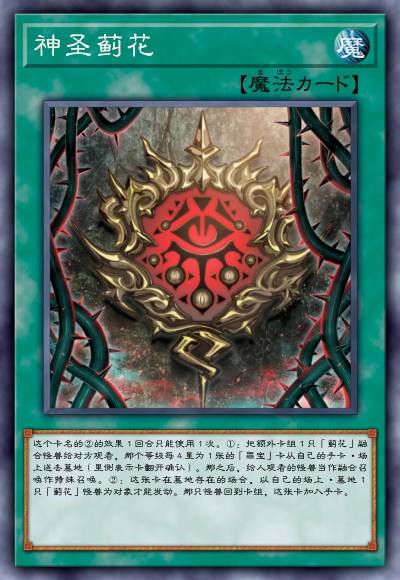 神圣蓟花
魔
【魔法カード】
ま ほう
这个卡名的②的效果1回合只能使用1次。①：把额外卡组1只「蓟花」融
合怪兽给对方观看，那个等级每4星为1张的「罪宝」卡从自己的手卡·场
上送去墓地（里侧表示卡翻开确认）。那之后，给人观看的怪兽当作融合召
唤作特殊召唤。②：这张卡在墓地存在的场合，以自己的场上·墓地1
只「蓟花」怪兽为对象才能发动。那只怪兽回到卡组，这张卡加入手卡。